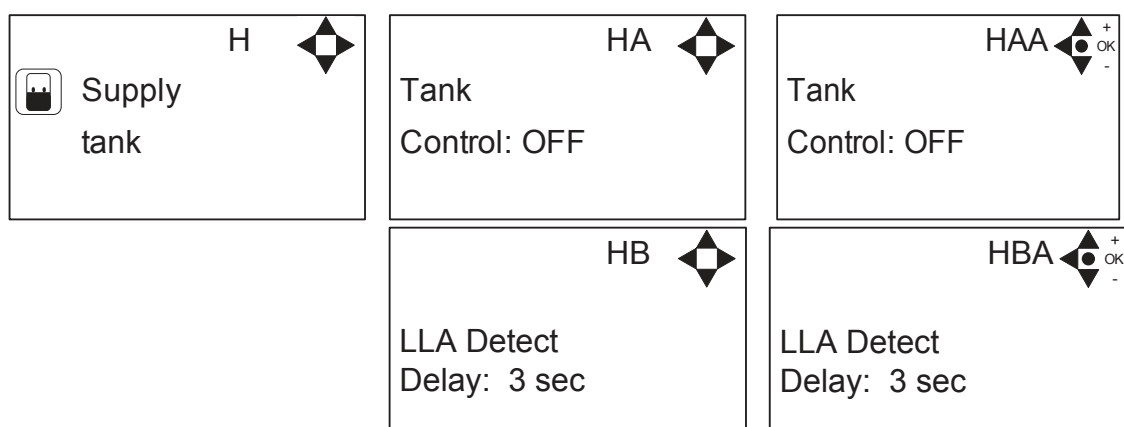 H
Supply
tank
HA
Tank
Control: OFF
HAA
+
OK
-
Tank
Control: OFF
HB
LLA Detect
Delay: 3 sec
HBA
+
OK
-
LLA Detect
Delay: 3 sec